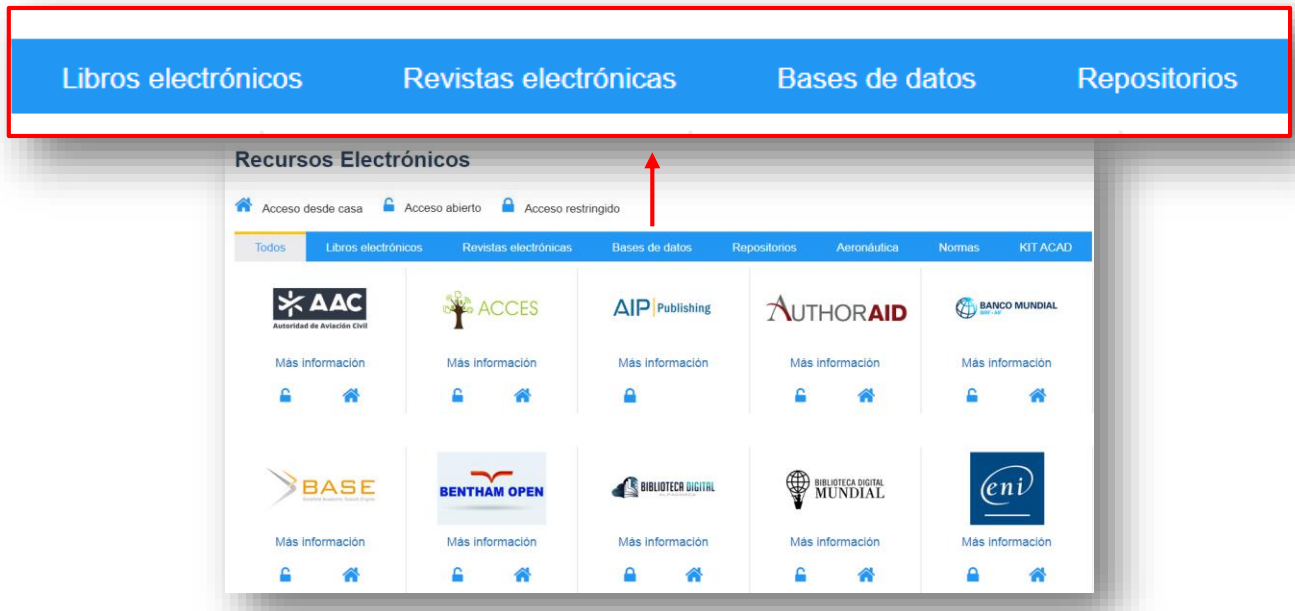 Libros electrónicos Revistas electrónicas Bases de datos Repositorios
Recursos Electrónicos
Acceso desde casa Acceso abierto Acceso restringido
Todos Libros electrónicos Revistas electrónicas Bases de datos Repositorios Aeronáutica Normas KIT ACAD
AAC
Autoridad de Aviación Civil
ACCES
AIP Publishing
AUTHORAID
BANCO MUNDIAL
Más información Más información Más información Más información Más información
BASE
BENTHAM OPEN
BIBLIOTECA DIGITAL
BIBLIOTECA DIGITAL
MUNDIAL
eni
Más información Más información Más información Más información Más información